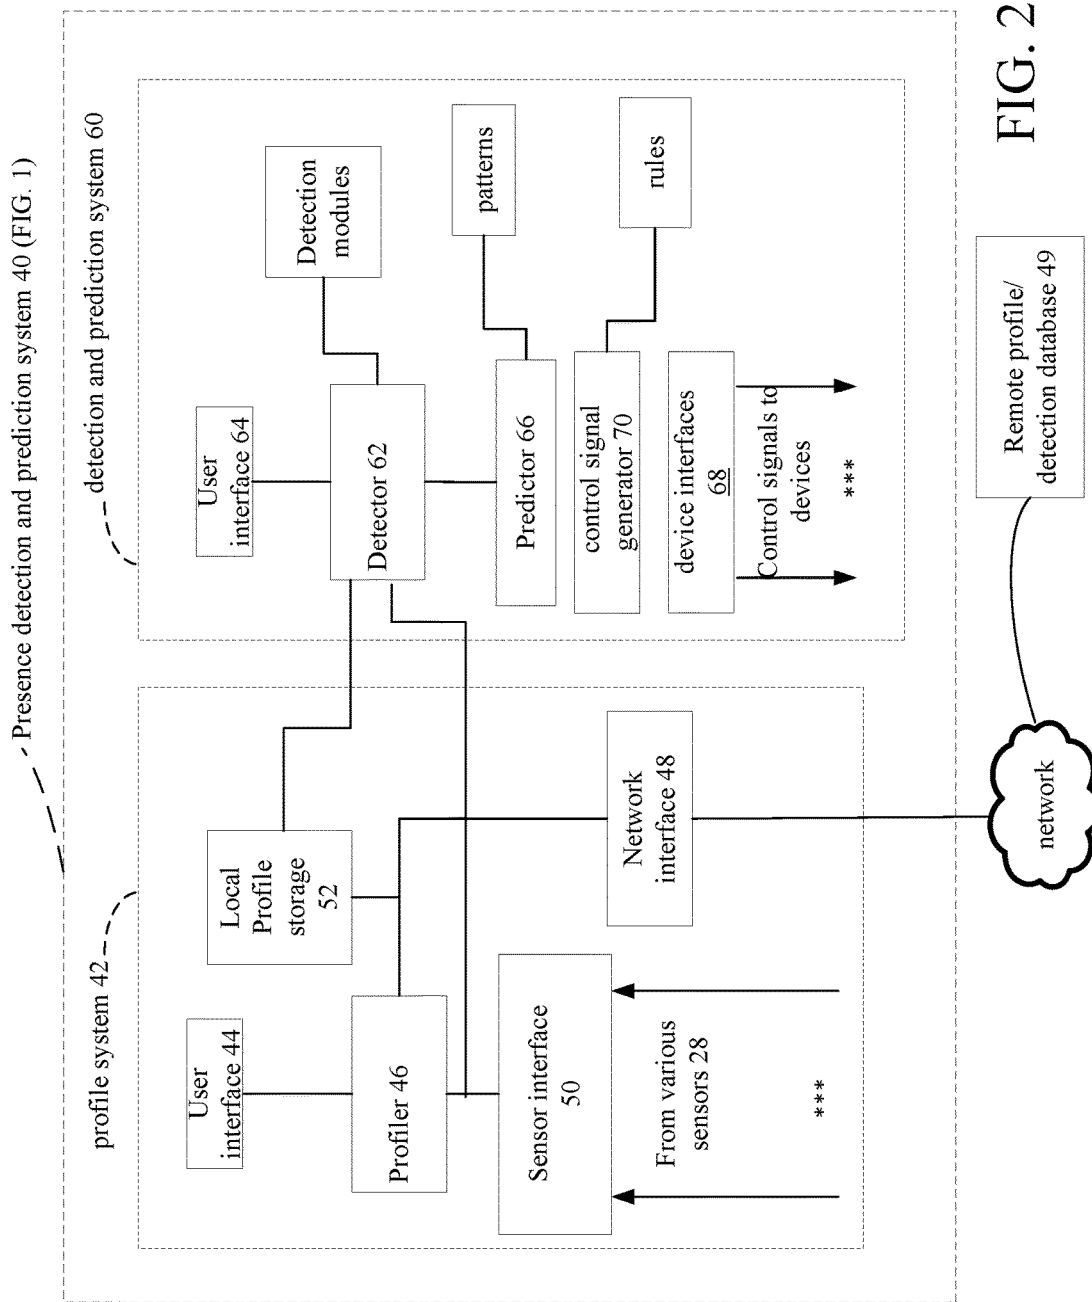 Presence detection and prediction system 40 (FIG. 1)
profile system 42
User
interface 44
Profiler 46
Local
Profile
storage
52
Sensor interface
50
From various
sensors 28
***
Network
interface 48
detection and prediction system 60
User
interface 64
Detector 62
Detection
modules
Predictor 66
patterns
control signal
generator 70
rules
device interfaces
68
Control signals to
devices
***
network
Remote profile/
detection database 49
FIG. 2